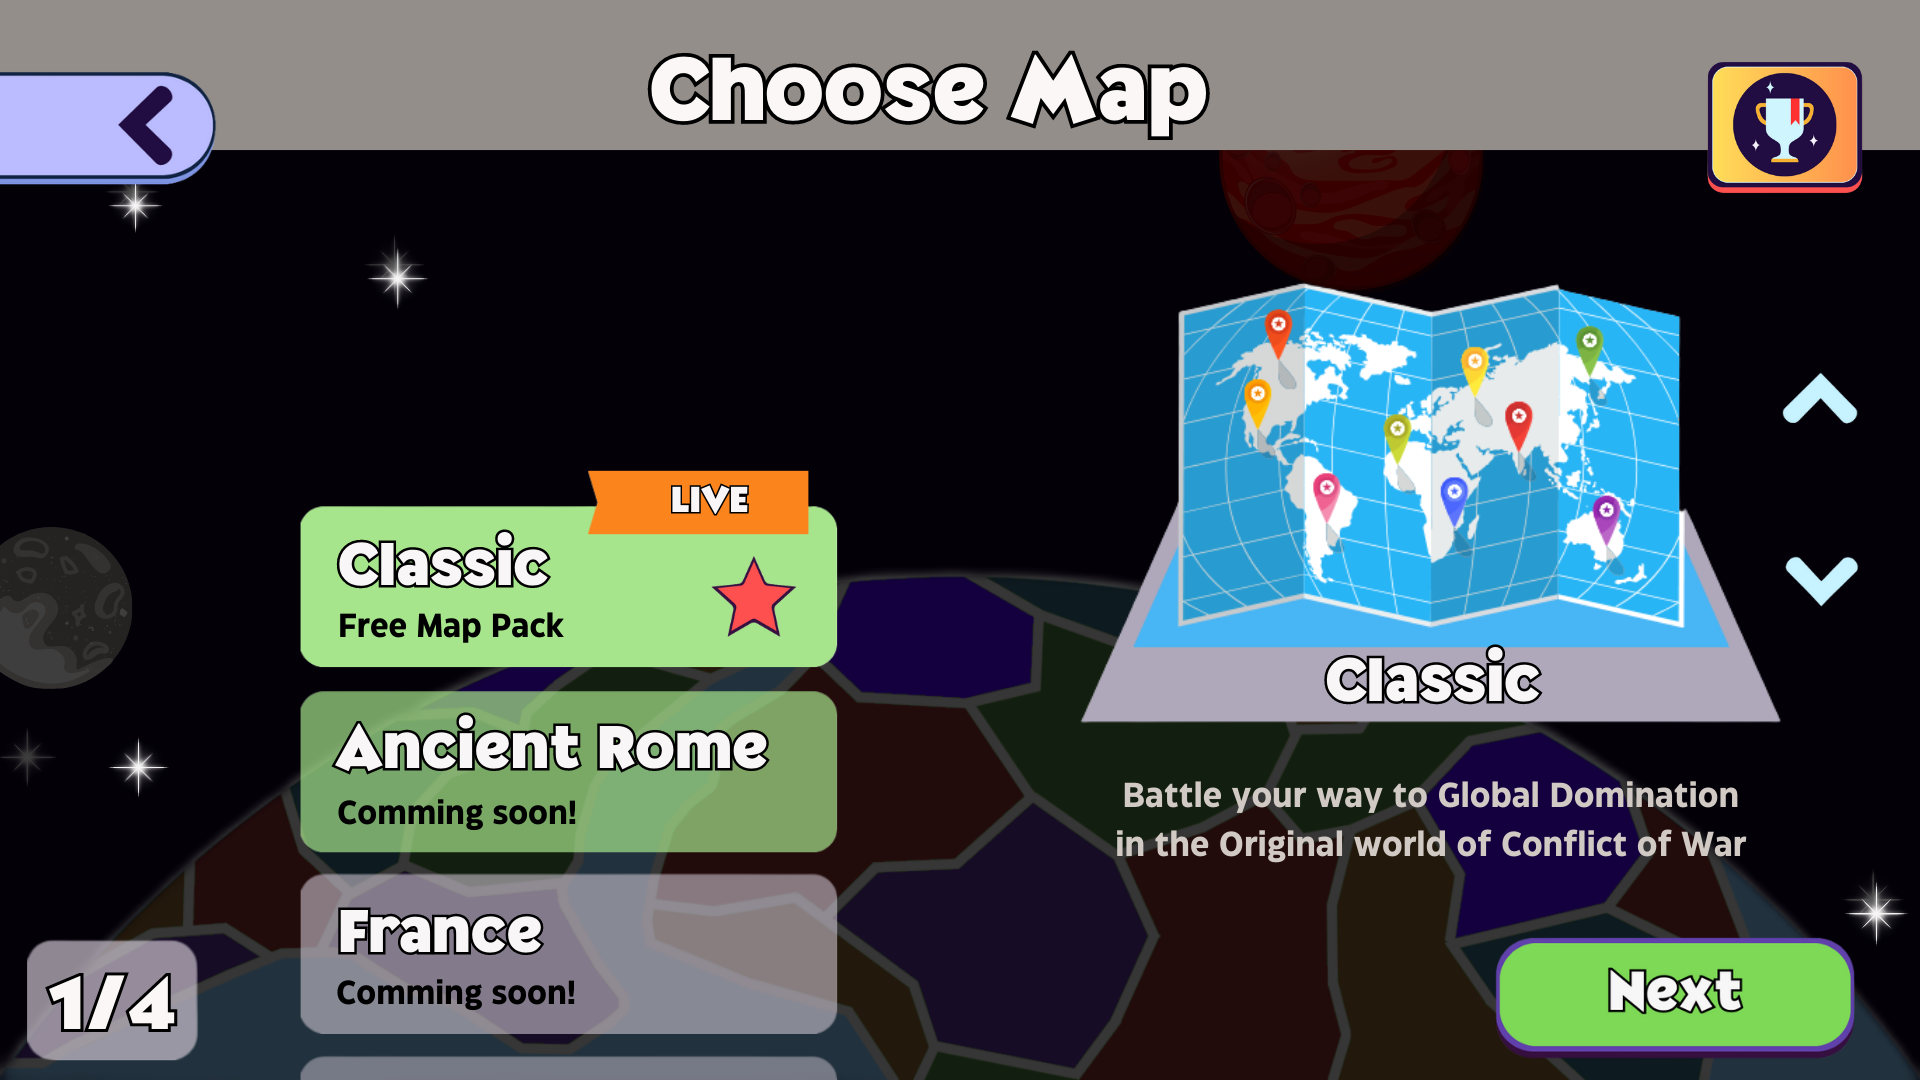 Choose Map
LIVE
Classic
Free Map Pack
Ancient Rome
Comming soon!
France
Comming soon!
1/4
Classic
Battle your way to Global Domination
in the Original world of Conflict of War
Next